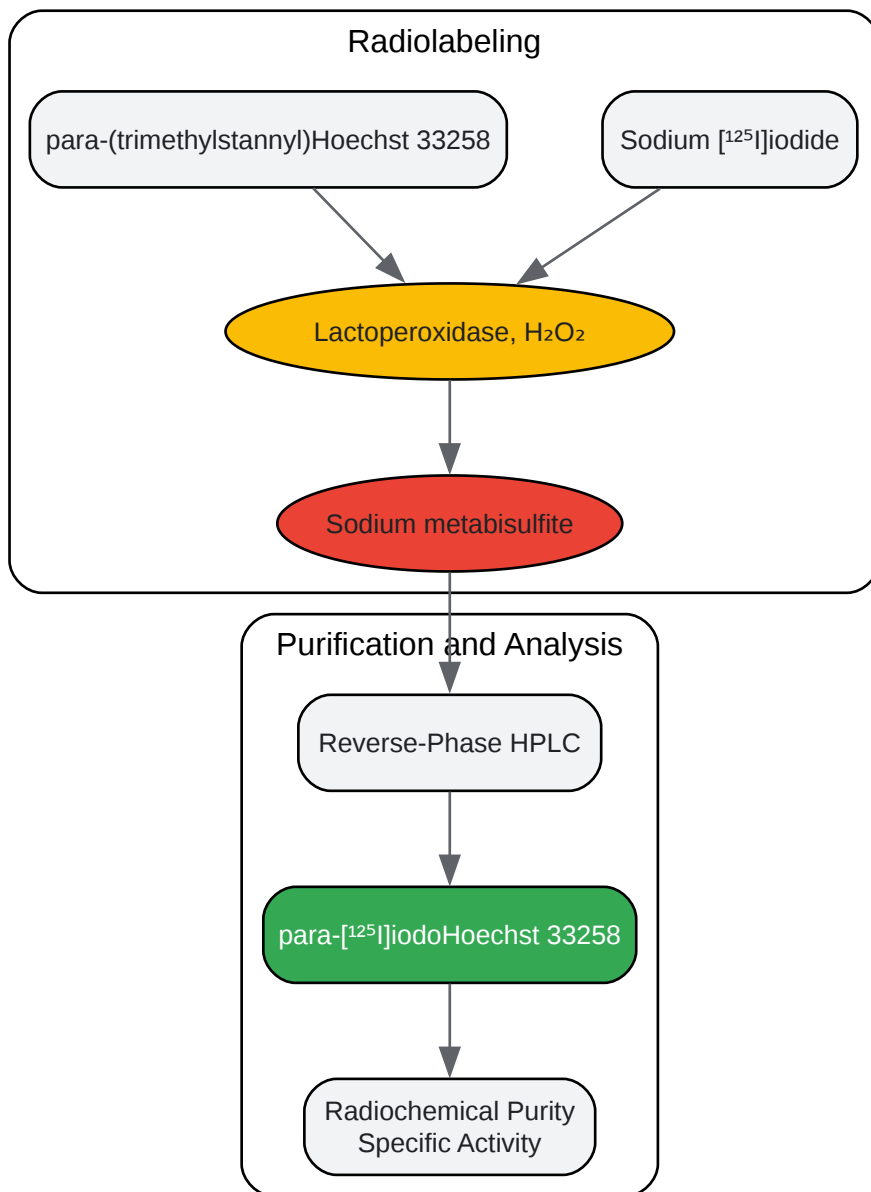 Radiolabeling
para-(trimethylstannyl)Hoechst 33258
Sodium [¹²⁵I]iodide
Lactoperoxidase, H₂O₂
Sodium metabisulfite
Purification and Analysis
Reverse-Phase HPLC
para-[¹²⁵I]iodoHoechst 33258
Radiochemical Purity
Specific Activity